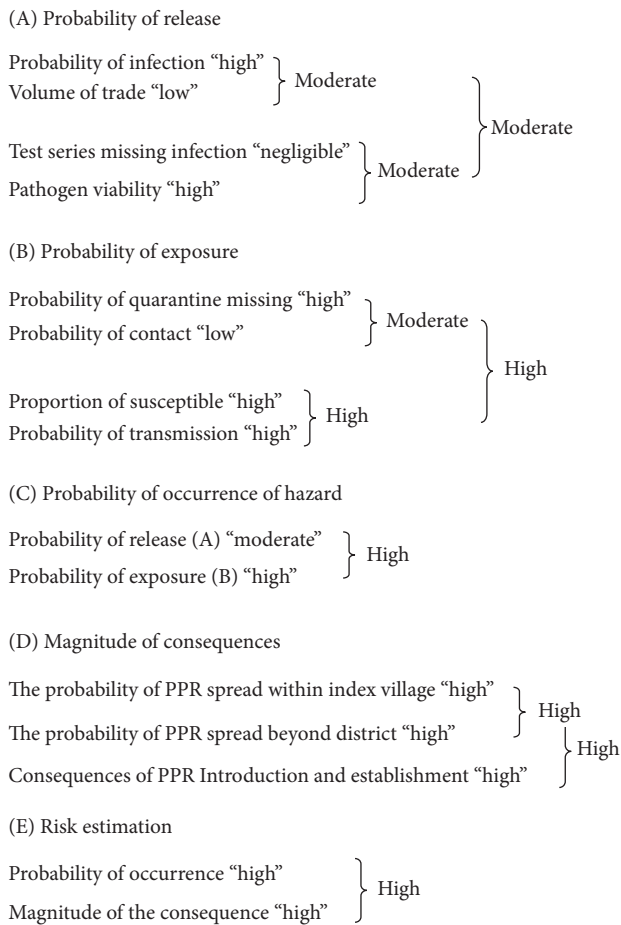 (A) Probability of release
Probability of infection “high”
Volume of trade “low”
Moderate
Test series missing infection “negligible”
Pathogen viability “high”
Moderate
Moderate
(B) Probability of exposure
Probability of quarantine missing “high”
Probability of contact “low”
Moderate
Proportion of susceptible “high”
Probability of transmission “high”
High
High
(C) Probability of occurrence of hazard
Probability of release (A) “moderate”
Probability of exposure (B) “high”
High
(D) Magnitude of consequences
The probability of PPR spread within index village “high”
The probability of PPR spread beyond district “high”
High
Consequences of PPR Introduction and establishment “high”
High
(E) Risk estimation
Probability of occurrence “high”
Magnitude of the consequence “high”
High